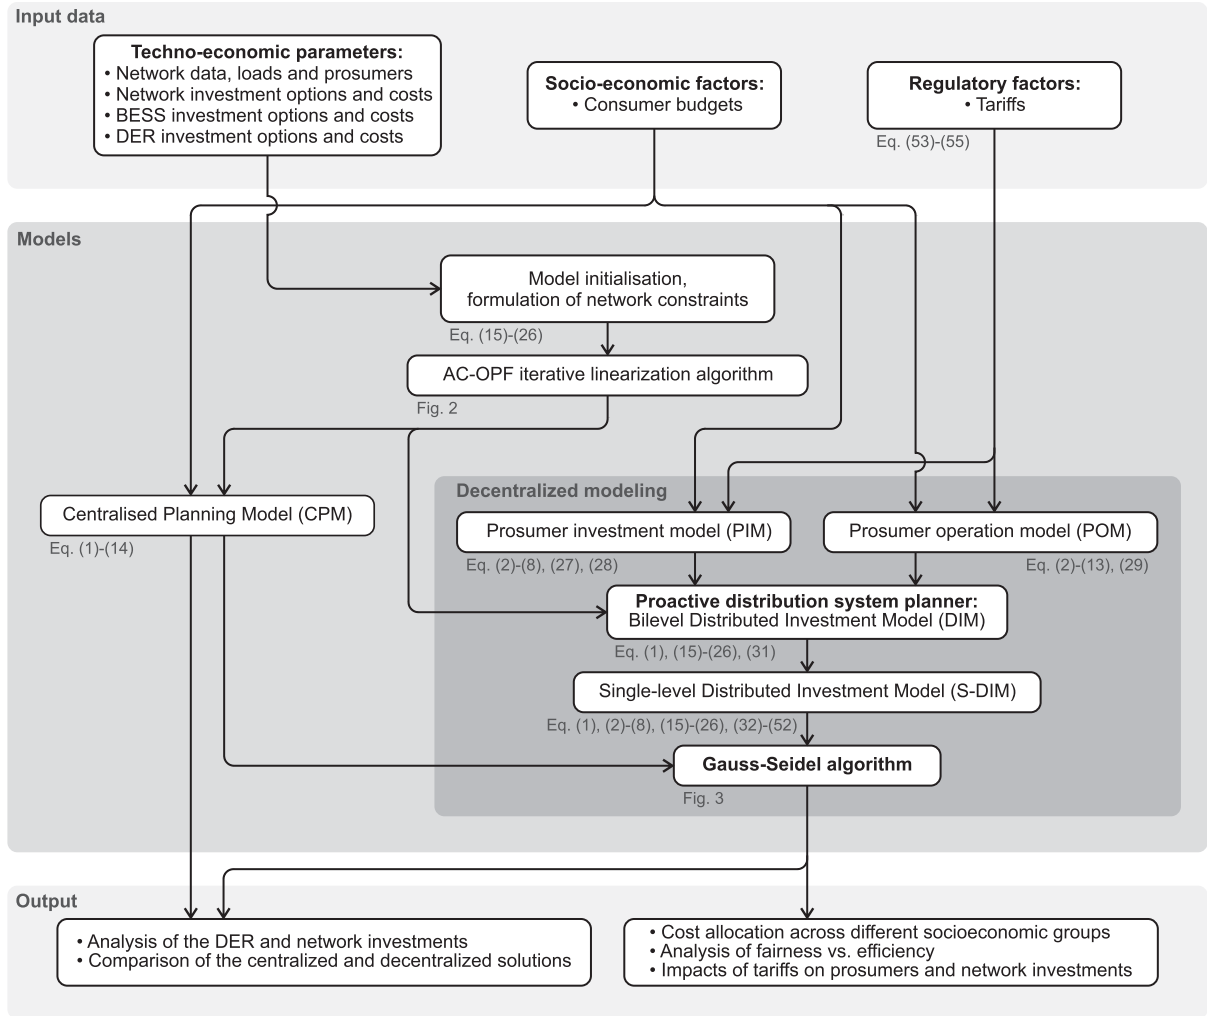 Input data
Techno-economic parameters:
• Network data, loads and prosumers
• Network investment options and costs
• BESS investment options and costs
• DER investment options and costs
Socio-economic factors:
• Consumer budgets
Regulatory factors:
• Tariffs
Eq. (53)-(55)
Models
Model initialisation,
formulation of network constraints
Eq. (15)-(26)
AC-OPF iterative linearization algorithm
Fig. 2
Centralised Planning Model (CPM)
Eq. (1)-(14)
Decentralized modeling
Prosumer investment model (PIM)
Eq. (2)-(8), (27), (28)
Prosumer operation model (POM)
Eq. (2)-(13), (29)
Proactive distribution system planner:
Bilevel Distributed Investment Model (DIM)
Eq. (1), (15)-(26), (31)
Single-level Distributed Investment Model (S-DIM)
Eq. (1), (2)-(8), (15)-(26), (32)-(52)
Gauss-Seidel algorithm
Fig. 3
Output
• Analysis of the DER and network investments
• Comparison of the centralized and decentralized solutions
• Cost allocation across different socioeconomic groups
• Analysis of fairness vs. efficiency
• Impacts of tariffs on prosumers and network investments